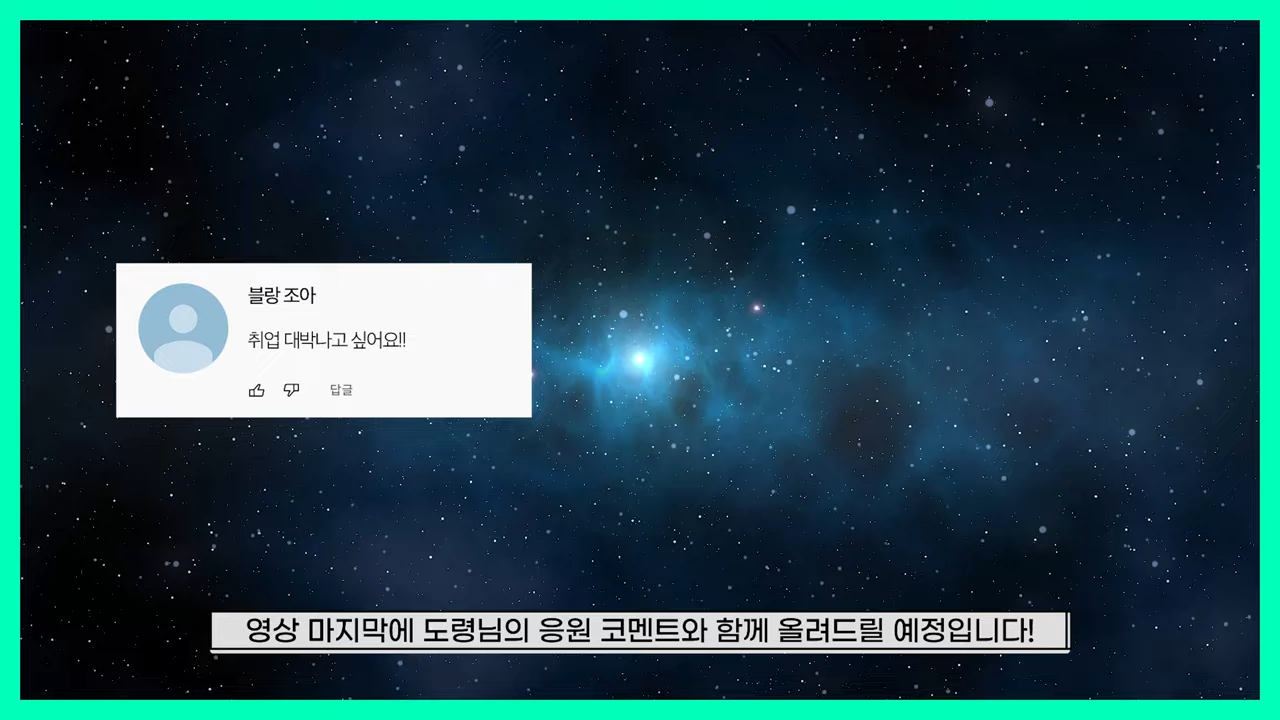 블랑 조아
취업 대박나고 싶어요!!
답글
영상 마지막에 도령님의 응원 코멘트와 함께 올려드릴 예정입니다!